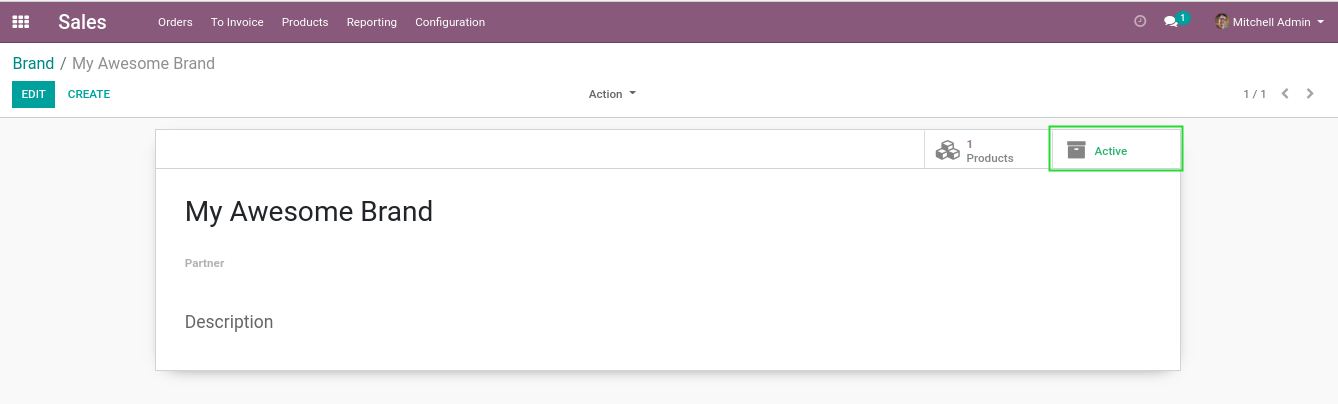 Sales Orders To Invoice Products Reporting Configuration 1 Mitchell Admin
Brand / My Awesome Brand
EDIT CREATE Action 1 / 1
1
Products
Active
My Awesome Brand
Partner
Description